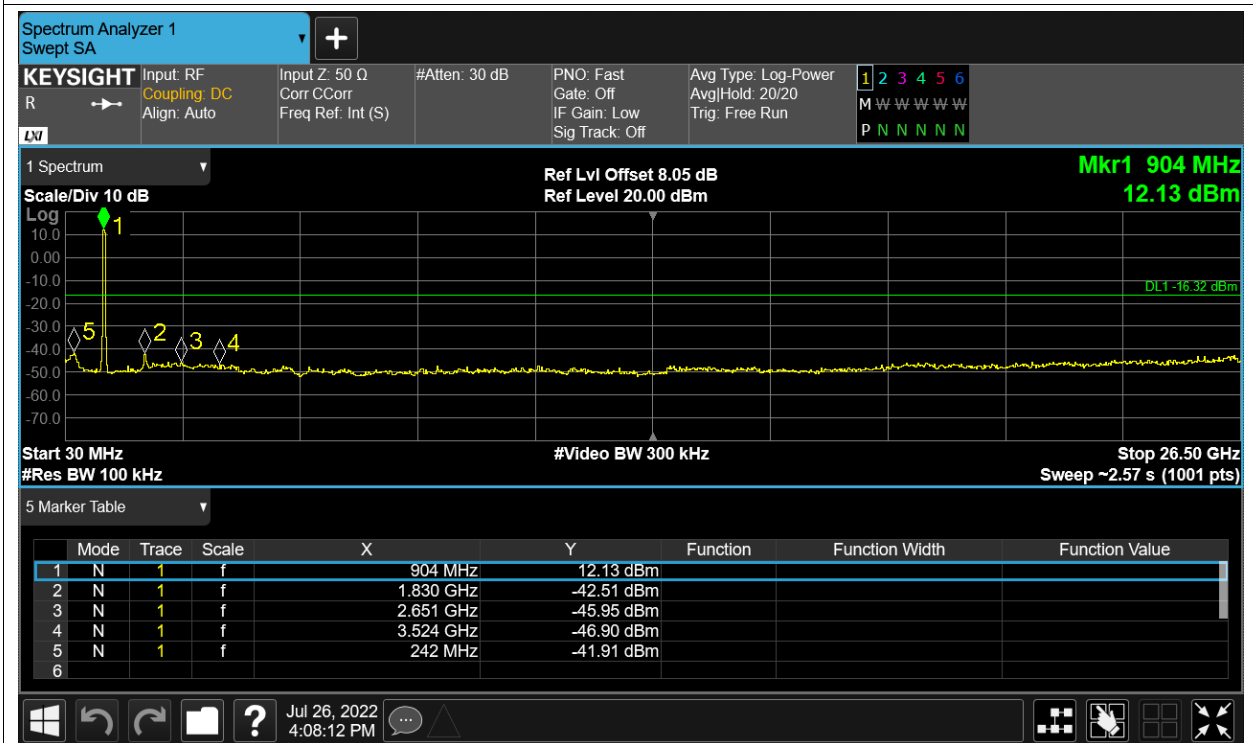 Spectrum Analyzer 1
Swept SA
+
KEYSIGHT Input: RF Input Z: 50 Ω #Atten: 30 dB PNO: Fast Avg Type: Log-Power 1 2 3 4 5 6
R Coupling: DC Corr CCorr Gate: Off Avg|Hold: 20/20 M W W W W W
Align: Auto Freq Ref: Int (S) IF Gain: Low Trig: Free Run
LXI Sig Track: Off P N N N N N
1 Spectrum Ref Lvl Offset 8.05 dB Mkr1 904 MHz
Scale/Div 10 dB Ref Level 20.00 dBm 12.13 dBm
Log
1
10.0
0.00
-10.0
DL1 -16.32 dBm
-20.0
-30.0
5 2 3 4
-40.0
-50.0
-60.0
-70.0
Start 30 MHz #Video BW 300 kHz Stop 26.50 GHz
#Res BW 100 kHz Sweep ~2.57 s (1001 pts)
5 Marker Table
Mode Trace Scale X Y Function Function Width Function Value
1 N 1 f 904 MHz 12.13 dBm
2 N 1 f 1.830 GHz -42.51 dBm
3 N 1 f 2.651 GHz -45.95 dBm
4 N 1 f 3.524 GHz -46.90 dBm
5 N 1 f 242 MHz -41.91 dBm
6
? Jul 26, 2022
4:08:12 PM